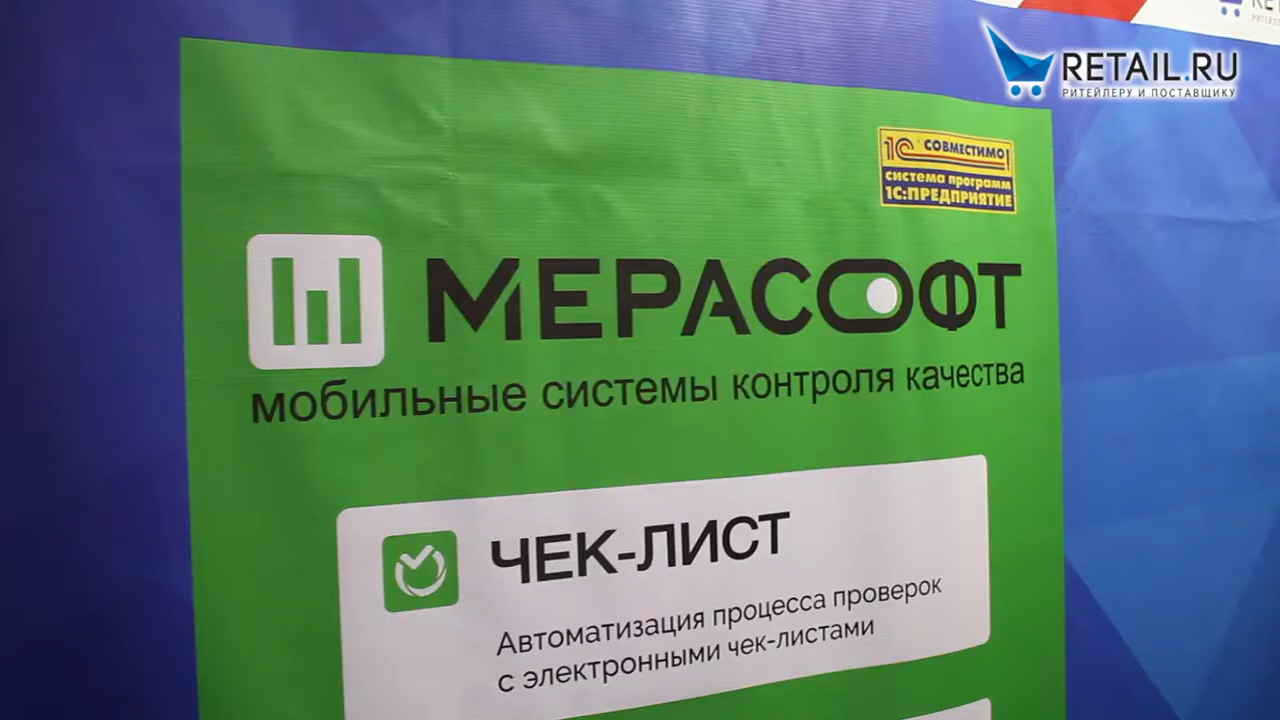 RETAIL.RU
РИТЕЙЛЕРУ И ПОСТАВЩИКУ
1С СОВМЕСТИМО!
система программ
1С:ПРЕДПРИЯТИЕ
МЕРАСОФТ
мобильные системы контроля качества
ЧЕК-ЛИСТ
Автоматизация процесса проверок
с электронными чек-листами